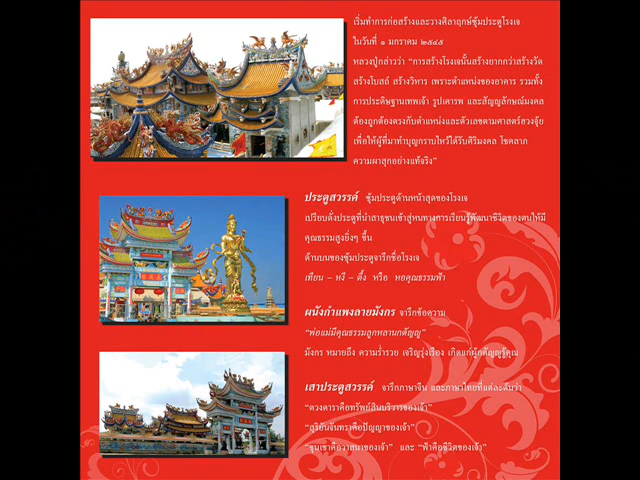 เริ่มทำการก่อสร้างและวางศิลาฤกษ์ซุ้มประตูโรงเจ
ในวันที่ ๑ มกราคม ๒๕๔๕
หลวงปู่กล่าวว่า “การสร้างโรงเจนั้นสร้างยากกว่าสร้างวัด
สร้างโบสถ์ สร้างวิหาร เพราะตำแหน่งของอาคาร รวมทั้ง
การประดิษฐานเทพเจ้า รูปเคารพ และสัญญลักษณ์มงคล
ต้องถูกต้องตรงกับตำแหน่งและตัวเลขตามศาสตร์ฮวงจุ้ย
เพื่อให้ผู้ที่มาทำบุญกราบไหว้ได้รับศิริมงคล โชคลาภ
ความผาสุกอย่างแท้จริง”
ประตูสวรรค์ ซุ้มประตูด้านหน้าสุดของโรงเจ
เปรียบดั่งประตูที่นำสาธุชนเข้าสู่หนทางการเรียนรู้พัฒนาชีวิตของตนให้มี
คุณธรรมสูงยิ่งๆ ขึ้น
ด้านบนของซุ้มประตูจารึกชื่อโรงเจ
เทียน – หงี – ตึ้ง หรือ หอคุณธรรมฟ้า
ผนังกำแพงลายมังกร จารึกข้อความ
“พ่อแม่มีคุณธรรมลูกหลานกตัญญู”
มังกร หมายถึง ความร่ำรวย เจริญรุ่งเรือง เกิดแก่ผู้กตัญญูรู้คุณ
เสาประตูสวรรค์ จารึกภาษาจีน และภาษาไทยที่แต่ละต้นว่า
“ดวงดาราคือทรัพย์สินบริวารของเจ้า”
“สุริยันจันทราคือปัญญาของเจ้า”
“ขุนเขาคือวาสนาของเจ้า” และ “ฟ้าคือชีวิตของเจ้า”